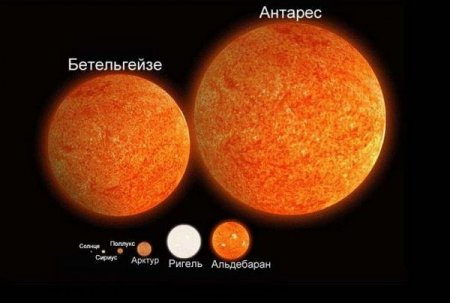 Антарес
Бетельгейзе
Солнце
Сириус
Поллукс
Арктур
Ригель
Альдебаран